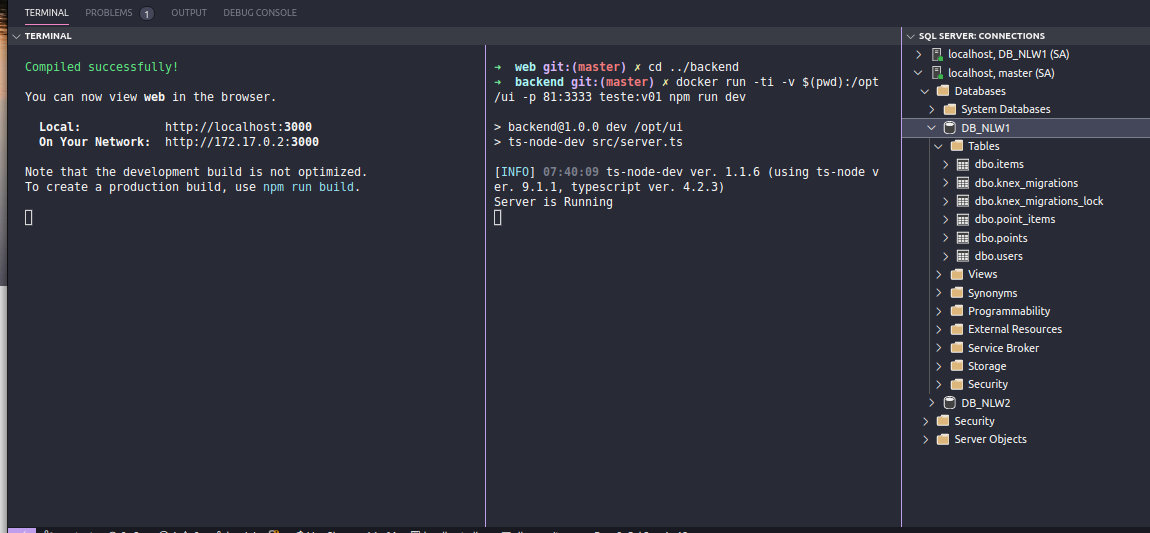 TERMINAL PROBLEMS 1 OUTPUT DEBUG CONSOLE
TERMINAL
Compiled successfully!
You can now view web in the browser.
Local: http://localhost:3000
On Your Network: http://172.17.0.2:3000
Note that the development build is not optimized.
To create a production build, use npm run build.
➜ web git:(master) ✗ cd ../backend
➜ backend git:(master) ✗ docker run -ti -v $(pwd):/opt
/ui -p 81:3333 teste:v01 npm run dev
> backend@1.0.0 dev /opt/ui
> ts-node-dev src/server.ts
[INFO] 07:40:09 ts-node-dev ver. 1.1.6 (using ts-node v
er. 9.1.1, typescript ver. 4.2.3)
Server is Running
SQL SERVER: CONNECTIONS
localhost, DB_NLW1 (SA)
localhost, master (SA)
Databases
System Databases
DB_NLW1
Tables
dbo.items
dbo.knex_migrations
dbo.knex_migrations_lock
dbo.point_items
dbo.points
dbo.users
Views
Synonyms
Programmability
External Resources
Service Broker
Storage
Security
DB_NLW2
Security
Server Objects